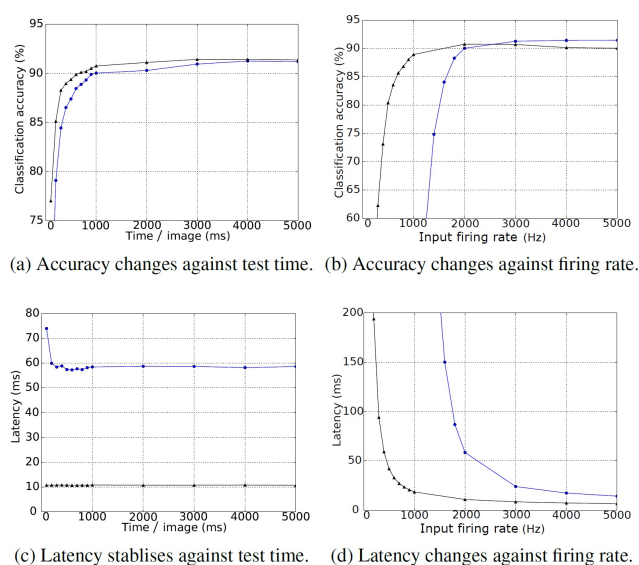 95
90
85
80
75
Classification accuracy (%)
0 1000 2000 3000 4000 5000
Time / image (ms)
(a) Accuracy changes against test time.
95
90
85
80
75
70
65
60
Classification accuracy (%)
0 1000 2000 3000 4000 5000
Input firing rate (Hz)
(b) Accuracy changes against firing rate.
80
70
60
50
40
30
20
10
0
Latency (ms)
0 1000 2000 3000 4000 5000
Time / image (ms)
(c) Latency stablises against test time.
200
150
100
50
0
Latency (ms)
0 1000 2000 3000 4000 5000
Input firing rate (Hz)
(d) Latency changes against firing rate.